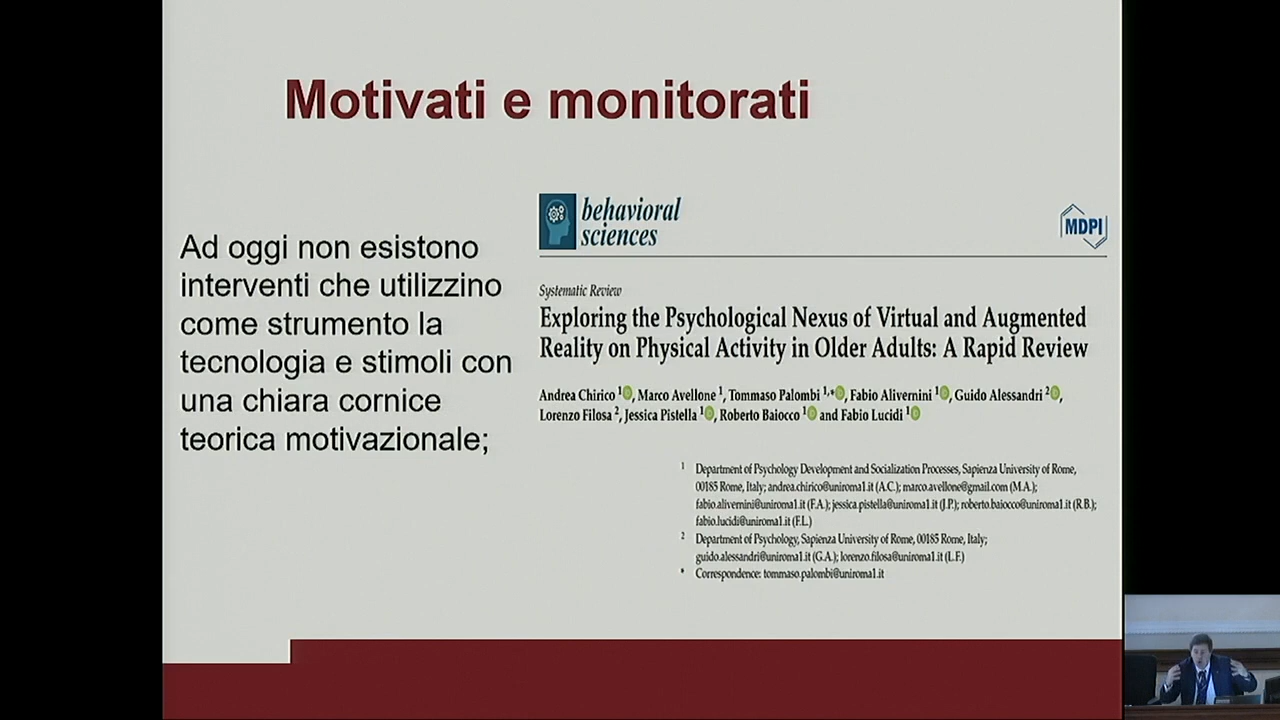 Motivati e monitorati
Ad oggi non esistono
interventi che utilizzino
come strumento la
tecnologia e stimoli con
una chiara cornice
teorica motivazionale;
behavioral
sciences
MDPI
Systematic Review
Exploring the Psychological Nexus of Virtual and Augmented
Reality on Physical Activity in Older Adults: A Rapid Review
Andrea Chirico 1, Marco Avellone 1, Tommaso Palombi 1,*, Fabio Alivernini 1, Guido Alessandri 2,
Lorenzo Filosa 2, Jessica Pistella 1, Roberto Baiocco 1 and Fabio Lucidi 1
1 Department of Psychology Development and Socialization Processes, Sapienza University of Rome,
00185 Rome, Italy; andrea.chirico@uniroma1.it (A.C.); marco.avellone@gmail.com (M.A.);
fabio.alivernini@uniroma1.it (F.A.); jessica.pistella@uniroma1.it (J.P.); roberto.baiocco@uniroma1.it (R.B.);
fabio.lucidi@uniroma1.it (F.L.)
2 Department of Psychology, Sapienza University of Rome, 00185 Rome, Italy;
guido.alessandri@uniroma1.it (G.A.); lorenzo.filosa@uniroma1.it (L.F.)
* Correspondence: tommaso.palombi@uniroma1.it